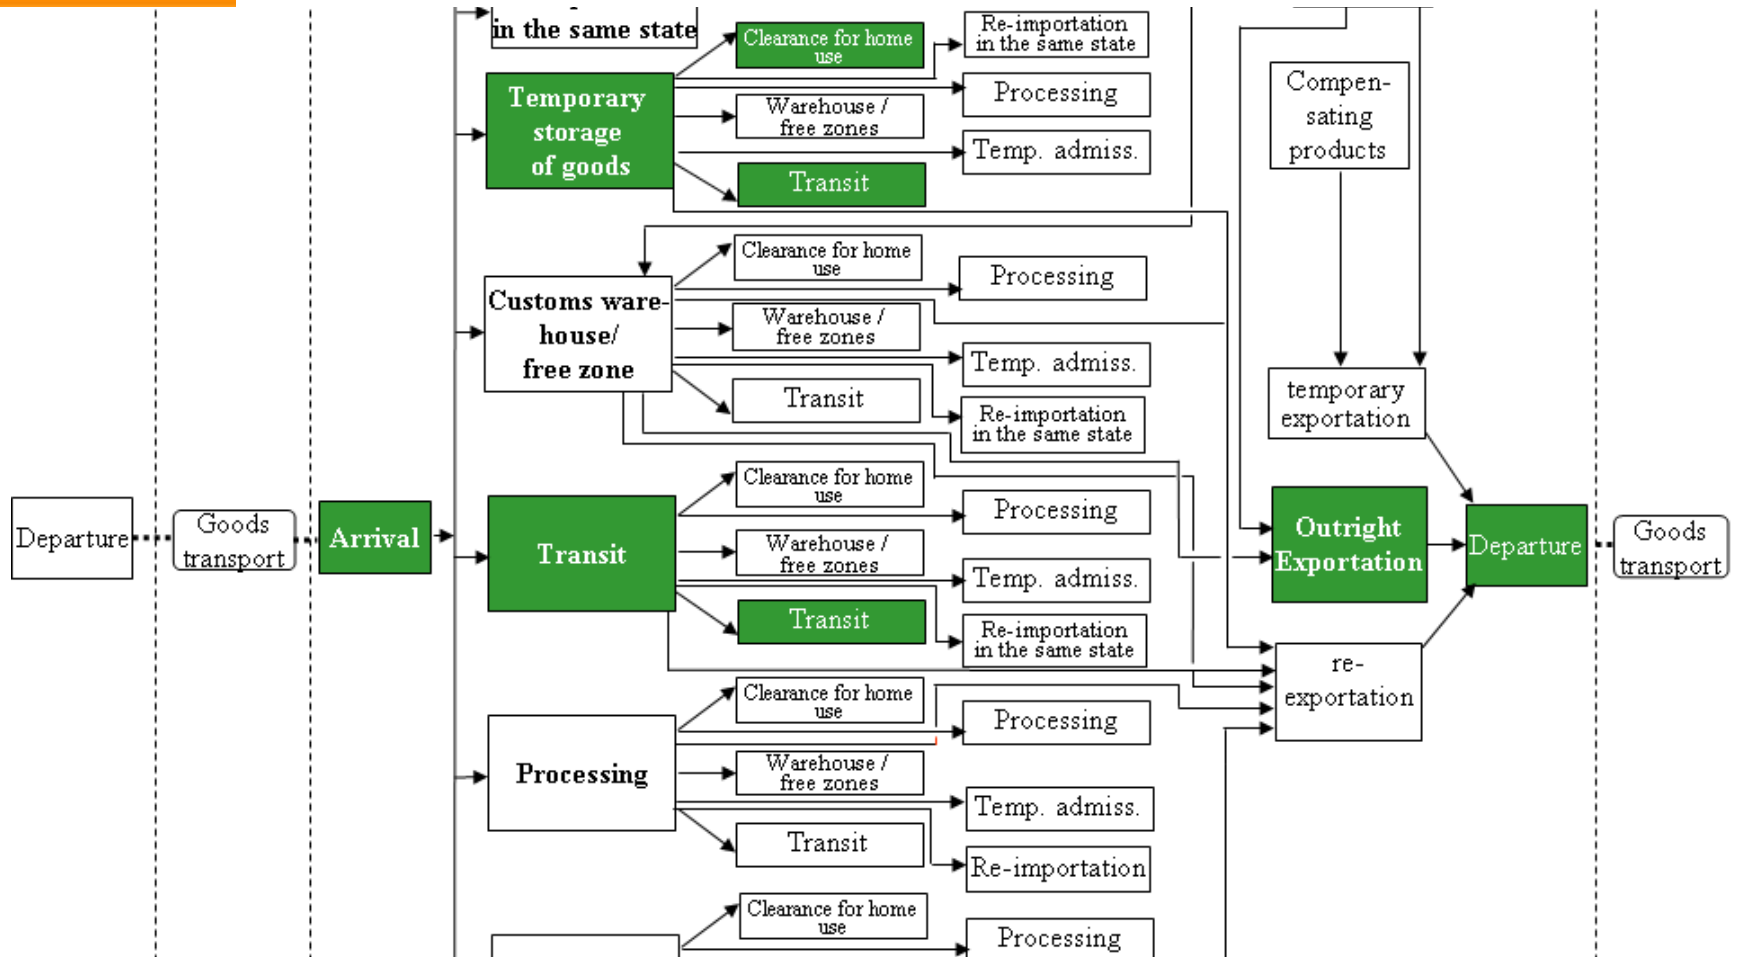 in the same state
Clearance for home
use
Re-importation
in the same state
Temporary
storage
of goods
Processing
Warehouse /
free zones
Temp. admiss.
Transit
Compen-
sating
products
Customs ware-
house/
free zone
Clearance for home
use
Processing
Warehouse /
free zones
Temp. admiss.
Transit
Re-importation
in the same state
temporary
exportation
Departure
Goods
transport
Arrival
Transit
Clearance for home
use
Processing
Warehouse /
free zones
Temp. admiss.
Transit
Re-importation
in the same state
Outright
Exportation
Departure
Goods
transport
re-
exportation
Processing
Clearance for home
use
Processing
Warehouse /
free zones
Temp. admiss.
Transit
Re-importation
Clearance for home
use
Processing